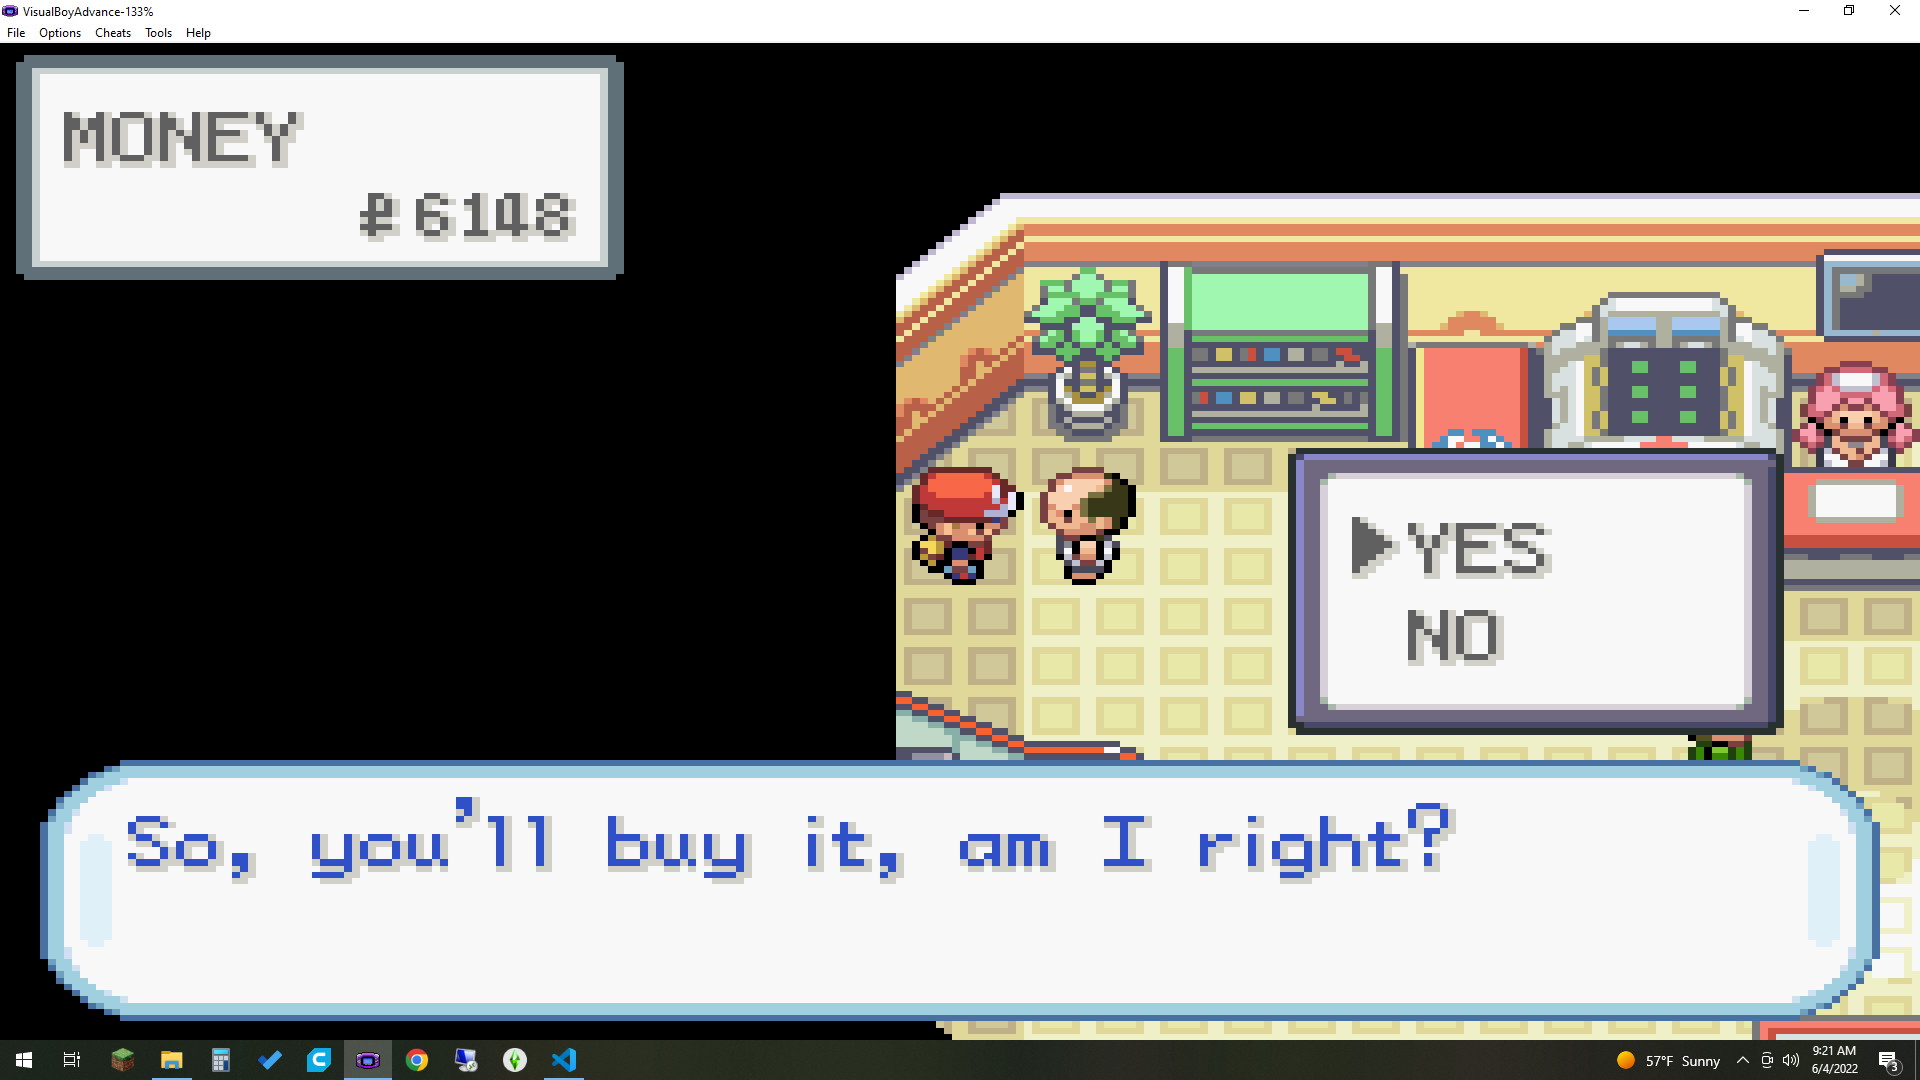 VisualBoyAdvance-133%
File Options Cheats Tools Help
MONEY
₽6148
YES
NO
So, you'll buy it, am I right?
57°F Sunny
9:21 AM
6/4/2022
3